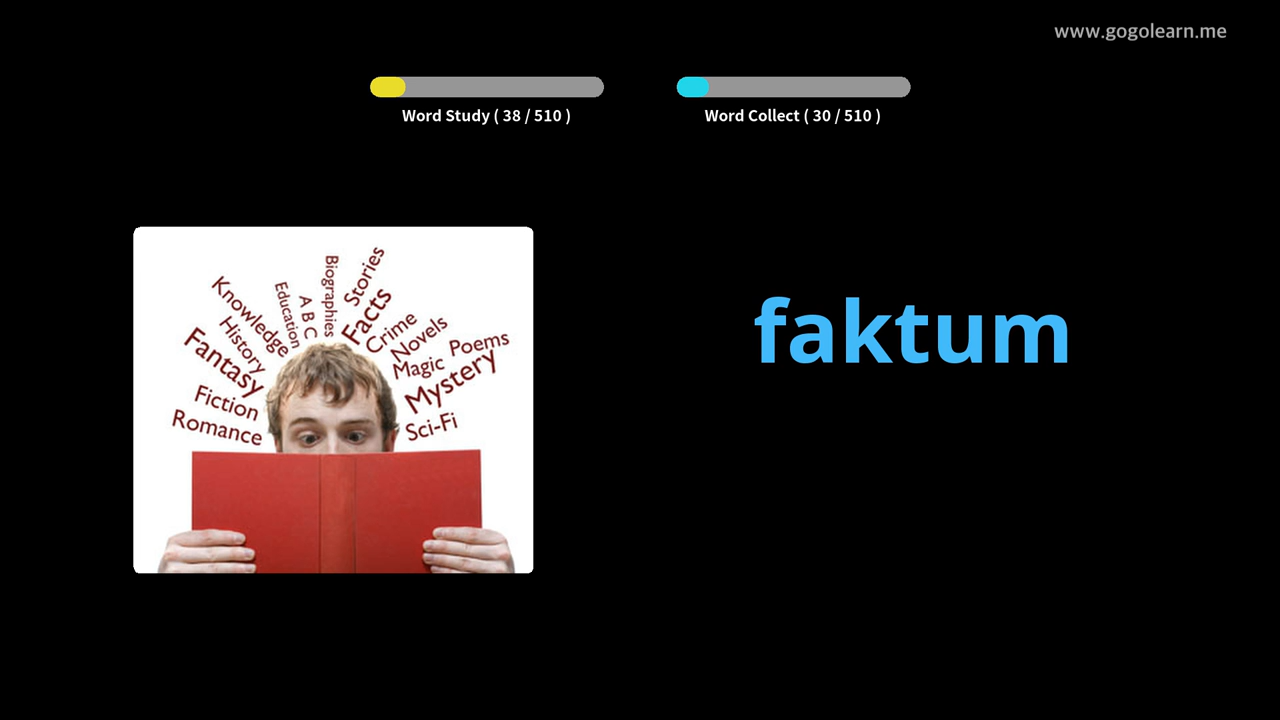 www.gogolearn.me
Word Study ( 38 / 510 )
Word Collect ( 30 / 510 )
faktum
Knowledge
Education
A B C
Biographies
Stories
Facts
Crime
Novels
Poems
Magic
Mystery
Sci-Fi
History
Fantasy
Fiction
Romance